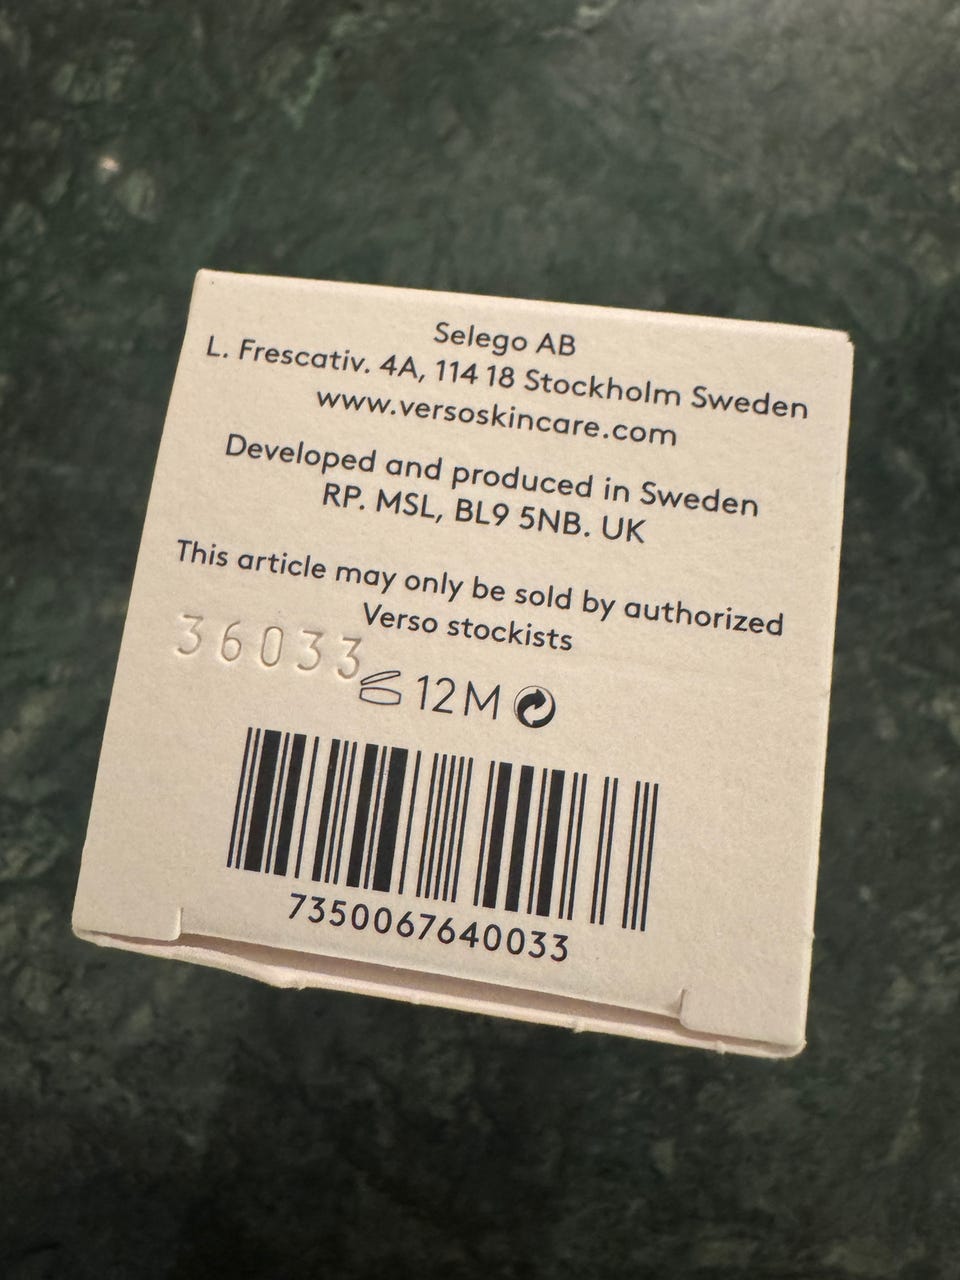 Selego AB
L. Frescativ. 4A, 114 18 Stockholm Sweden
www.versoskincare.com
Developed and produced in Sweden
RP. MSL, BL9 5NB. UK
This article may only be sold by authorized
Verso stockists
36033
12M
7350067640033